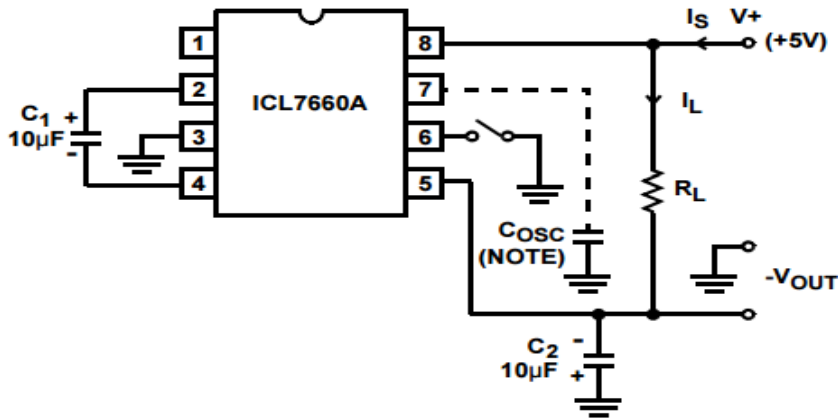 1
2
3
4
ICL7660A
8
7
6
5
C1
10µF
+
-
IS
V+
(+5V)
IL
RL
COSC
(NOTE)
-VOUT
C2
10µF
-
+